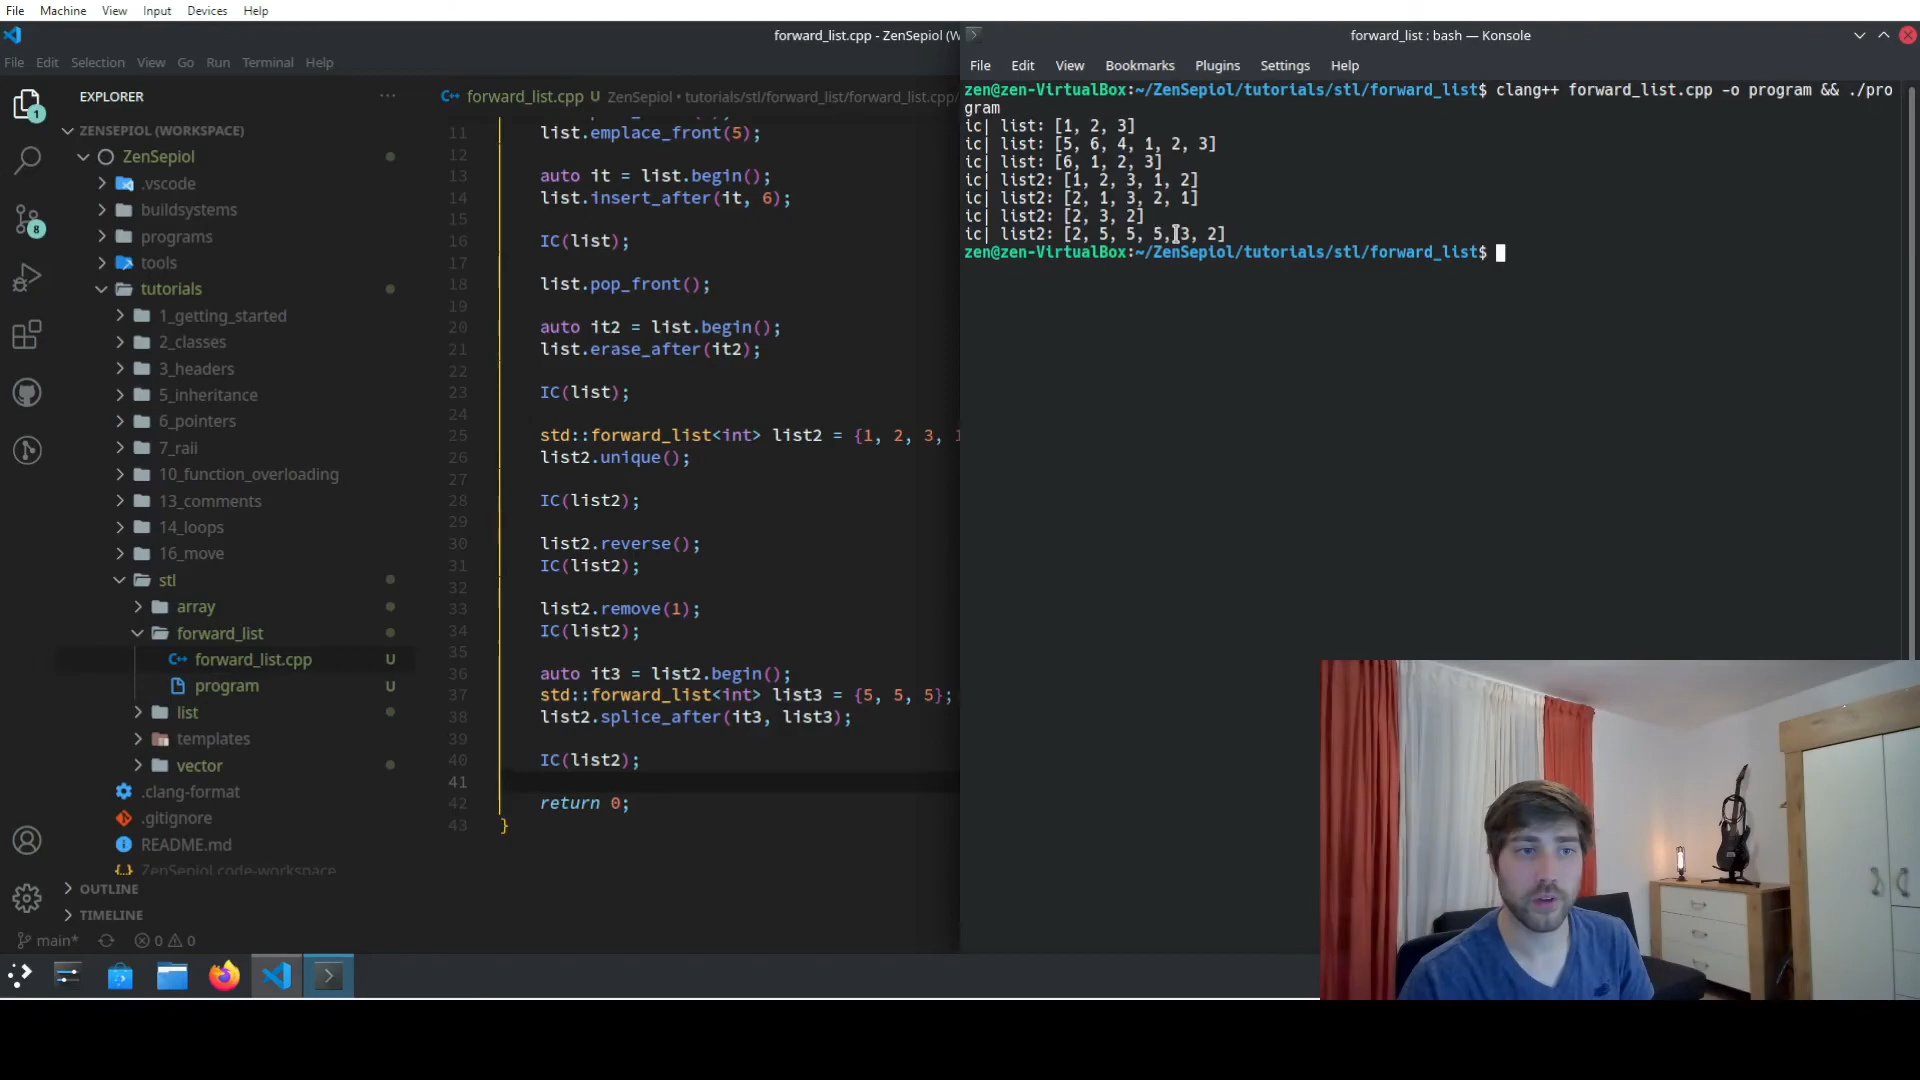 File Machine View Input Devices Help
forward_list.cpp - ZenSepiol (W
forward_list : bash — Konsole
File Edit Selection View Go Run Terminal Help
File Edit View Bookmarks Plugins Settings Help
EXPLORER
ZENSEPIOL (WORKSPACE)
ZenSepiol
.vscode
buildsystems
programs
tools
tutorials
1_getting_started
2_classes
3_headers
5_inheritance
6_pointers
7_raii
10_function_overloading
13_comments
14_loops
16_move
stl
array
forward_list
forward_list.cpp U
program U
list
templates
vector
.clang-format
.gitignore
README.md
ZenSepiol.code-workspace
OUTLINE
TIMELINE
main* 0 0
1
8
forward_list.cpp U ZenSepiol • tutorials/stl/forward_list/forward_list.cpp/
11 list.emplace_front(5);
12
13 auto it = list.begin();
14 list.insert_after(it, 6);
15
16 IC(list);
17
18 list.pop_front();
19
20 auto it2 = list.begin();
21 list.erase_after(it2);
22
23 IC(list);
24
25 std::forward_list<int> list2 = {1, 2, 3, 1
26 list2.unique();
27
28 IC(list2);
29
30 list2.reverse();
31 IC(list2);
32
33 list2.remove(1);
34 IC(list2);
35
36 auto it3 = list2.begin();
37 std::forward_list<int> list3 = {5, 5, 5};
38 list2.splice_after(it3, list3);
39
40 IC(list2);
41
42 return 0;
43 }
zen@zen-VirtualBox:~/ZenSepiol/tutorials/stl/forward_list$ clang++ forward_list.cpp -o program && ./pro
gram
ic| list: [1, 2, 3]
ic| list: [5, 6, 4, 1, 2, 3]
ic| list: [6, 1, 2, 3]
ic| list2: [1, 2, 3, 1, 2]
ic| list2: [2, 1, 3, 2, 1]
ic| list2: [2, 3, 2]
ic| list2: [2, 5, 5, 5, 3, 2]
zen@zen-VirtualBox:~/ZenSepiol/tutorials/stl/forward_list$